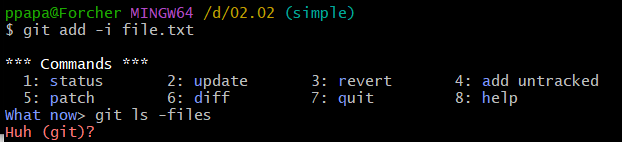 ppapa@Forcher MINGW64 /d/02.02 (simple)
$ git add -i file.txt
*** Commands ***
1: status 2: update 3: revert 4: add untracked
5: patch 6: diff 7: quit 8: help
What now> git ls -files
Huh (git)?